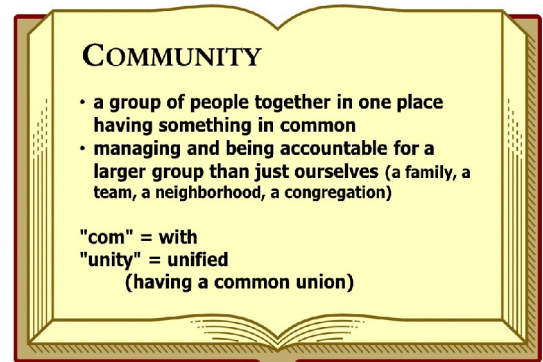 COMMUNITY
• a group of people together in one place
having something in common
• managing and being accountable for a
larger group than just ourselves (a family, a
team, a neighborhood, a congregation)
"com" = with
"unity" = unified
(having a common union)